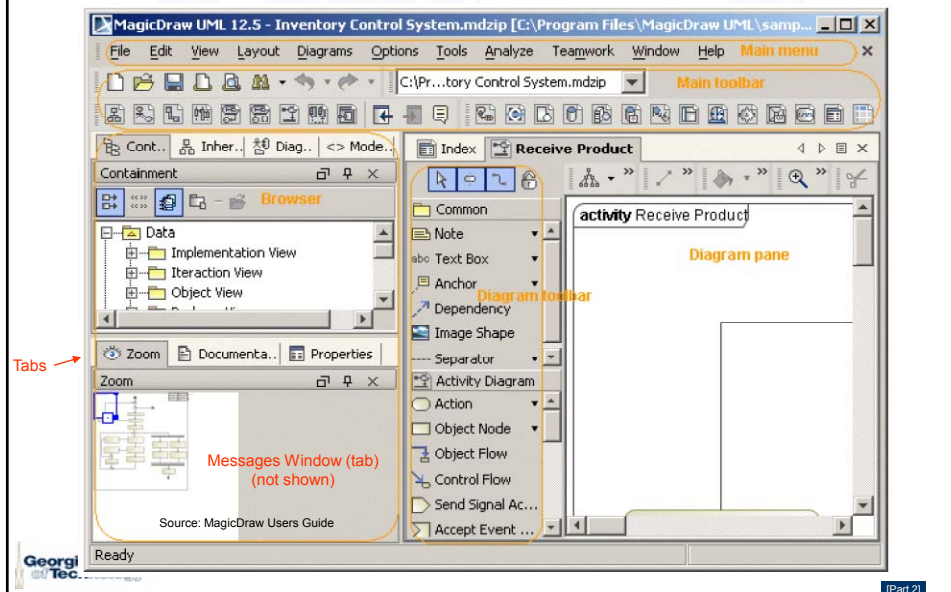 MagicDraw UML 12.5 - Inventory Control System.mdzip [C:\Program Files\MagicDraw UML\samp...
File Edit View Layout Diagrams Options Tools Analyze Teamwork Window Help Main menu
C:\Pr...tory Control System.mdzip Main toolbar
Cont.. Inher.. Diag.. <> Mode..
Index Receive Product
Containment
Browser
Data
Implementation View
Iteraction View
Object View
Common
Note
abc Text Box
Anchor
Diagram toolbar
Dependency
Image Shape
Separator
Activity Diagram
Action
Object Node
Object Flow
Control Flow
Send Signal Ac...
Accept Event ...
activity Receive Product
Diagram pane
Tabs
Zoom Documenta.. Properties
Zoom
Messages Window (tab)
(not shown)
Source: MagicDraw Users Guide
Ready
Georgi
of Tec
[Part 2]